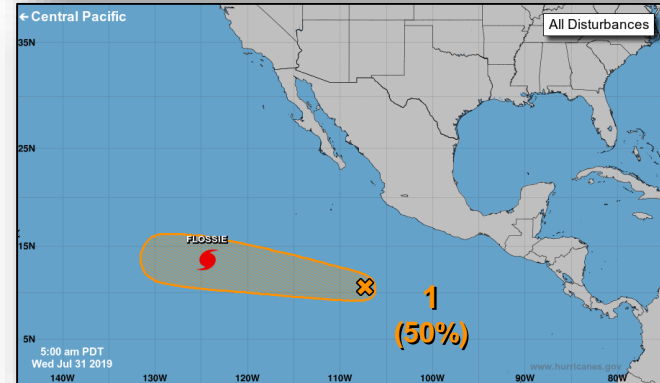 ← Central Pacific
All Disturbances
35N
25N
FLOSSIE
15N
1
(50%)
5N
5:00 am PDT
Wed Jul 31 2019
www.hurricanes.gov
140W 130W 120W 110W 100W 90W 80W